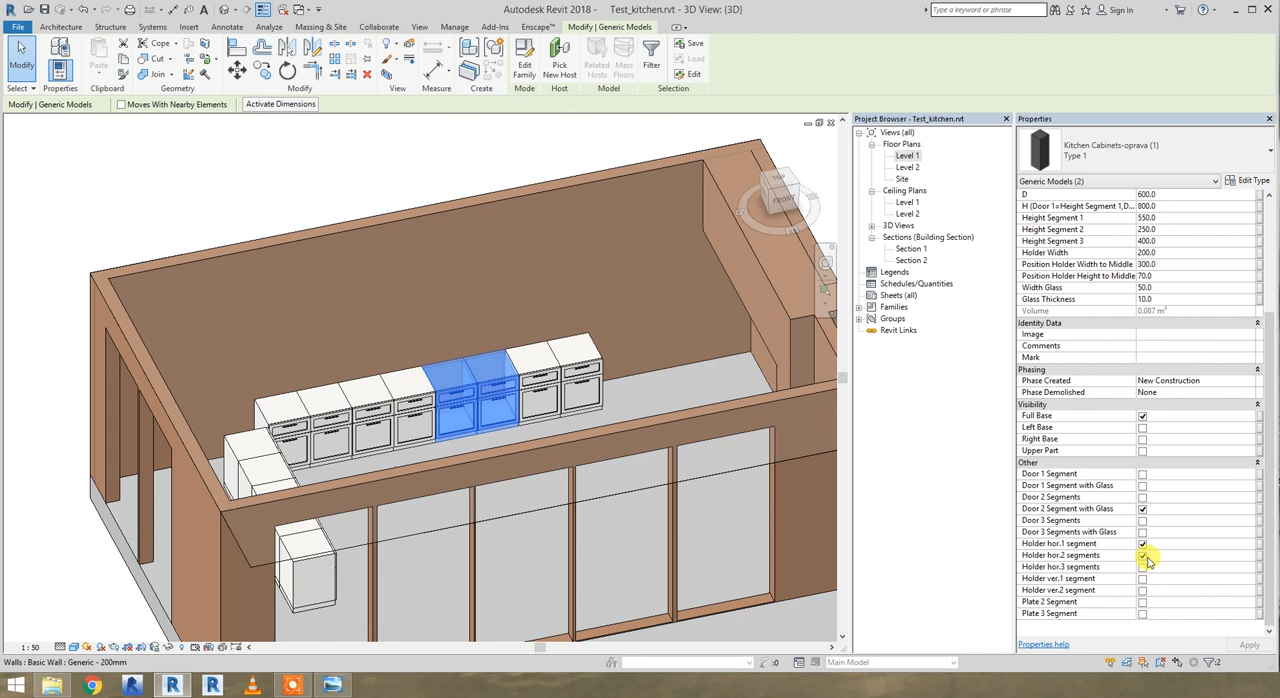 Autodesk Revit 2018 - Test_kitchen.rvt - 3D View: {3D}
Type a keyword or phrase
Sign In
File Architecture Structure Systems Insert Annotate Analyze Massing & Site Collaborate View Manage Add-Ins Enscape™ Modify | Generic Models
Modify
Paste
Cope
Cut
Join
Edit Family
Pick New Host
Related Hosts
Mass Floors
Filter
Save
Load
Edit
Select Properties Clipboard Geometry Modify View Measure Create Mode Host Model Selection
Modify | Generic Models
Moves With Nearby Elements
Activate Dimensions
TOP
FRONT
Project Browser - Test_kitchen.rvt
Views (all)
Floor Plans
Level 1
Level 2
Site
Ceiling Plans
Level 1
Level 2
3D Views
Sections (Building Section)
Section 1
Section 2
Legends
Schedules/Quantities
Sheets (all)
Families
Groups
Revit Links
Properties
Kitchen Cabinets-oprava (1)
Type 1
Generic Models (2)
Edit Type
D 600.0
H (Door 1=Height Segment 1,D... 800.0
Height Segment 1 550.0
Height Segment 2 250.0
Height Segment 3 400.0
Holder Width 200.0
Position Holder Width to Middle 300.0
Position Holder Height to Middle 70.0
Width Glass 50.0
Glass Thickness 10.0
Volume 0.087 m³
Identity Data
Image
Comments
Mark
Phasing
Phase Created New Construction
Phase Demolished None
Visibility
Full Base
Left Base
Right Base
Upper Part
Other
Door 1 Segment
Door 1 Segment with Glass
Door 2 Segments
Door 2 Segment with Glass
Door 3 Segments
Door 3 Segments with Glass
Holder hor.1 segment
Holder hor.2 segments
Holder hor.3 segments
Holder ver.1 segment
Holder ver.2 segment
Plate 2 Segment
Plate 3 Segment
Properties help
Apply
1 : 50
Walls : Basic Wall : Generic - 200mm
:0
Main Model
:2